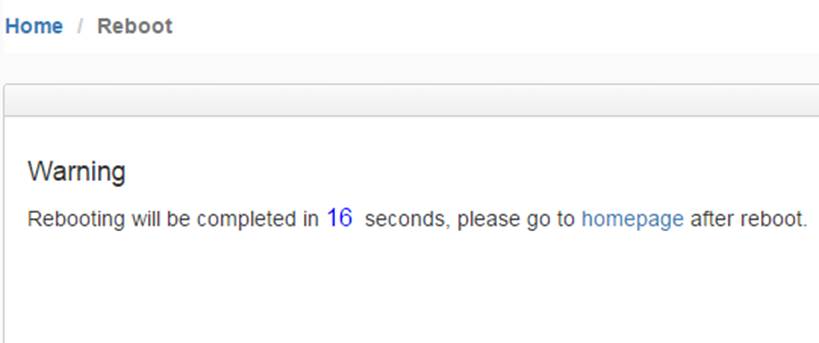 Home / Reboot
Warning
Rebooting will be completed in 16 seconds, please go to homepage after reboot.